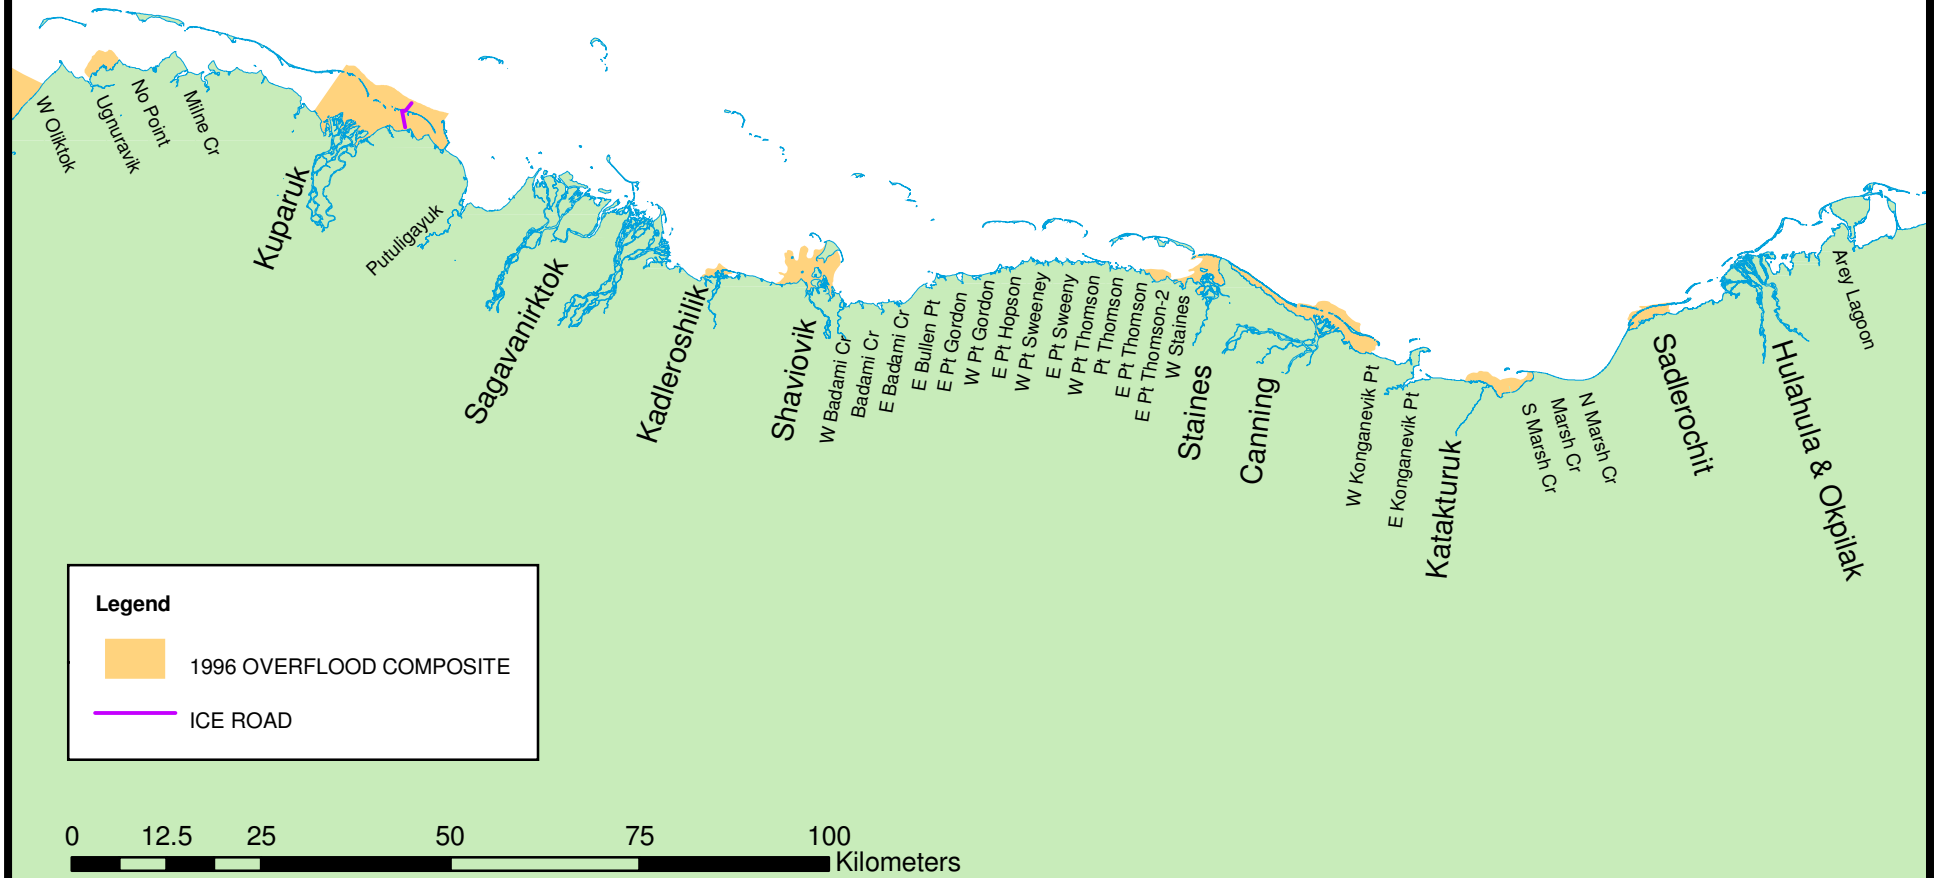 W Oliktok
Ugnuravik
No Point
Milne Cr
Kuparuk
Putuligayuk
Sagavanirktok
Kadleroshilik
Shaviovik
W Badami Cr
Badami Cr
E Badami Cr
E Bullen Pt
E Pt Gordon
W Pt Gordon
E Pt Hopson
W Pt Sweeney
E Pt Sweeny
W Pt Thomson
Pt Thomson
E Pt Thomson
E Pt Thomson-2
W Staines
Staines
Canning
W Konganevik Pt
E Konganevik Pt
Katakturuk
S Marsh Cr
Marsh Cr
N Marsh Cr
Sadlerochit
Hulahula & Okpilak
Arey Lagoon
Legend
1996 OVERFLOOD COMPOSITE
ICE ROAD
0 12.5 25 50 75 100
Kilometers